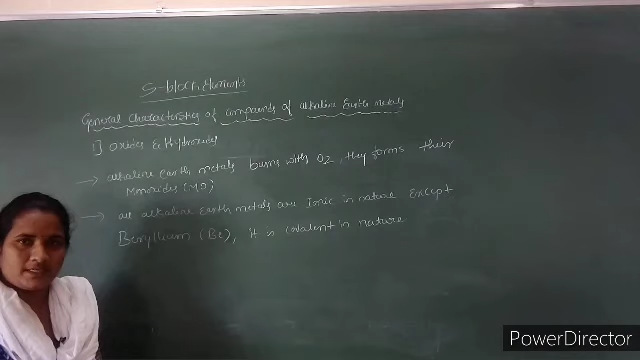 S-block Elements
General Characteristics of compounds of alkaline Earth metals
1] oxides & Hydroxides
→ alkaline earth metals burns with O2, they forms their
Monoxides (MO)
→ all alkaline Earth metals are Ionic in nature Except
Beryllium (Be), it is covalent in nature
PowerDirector